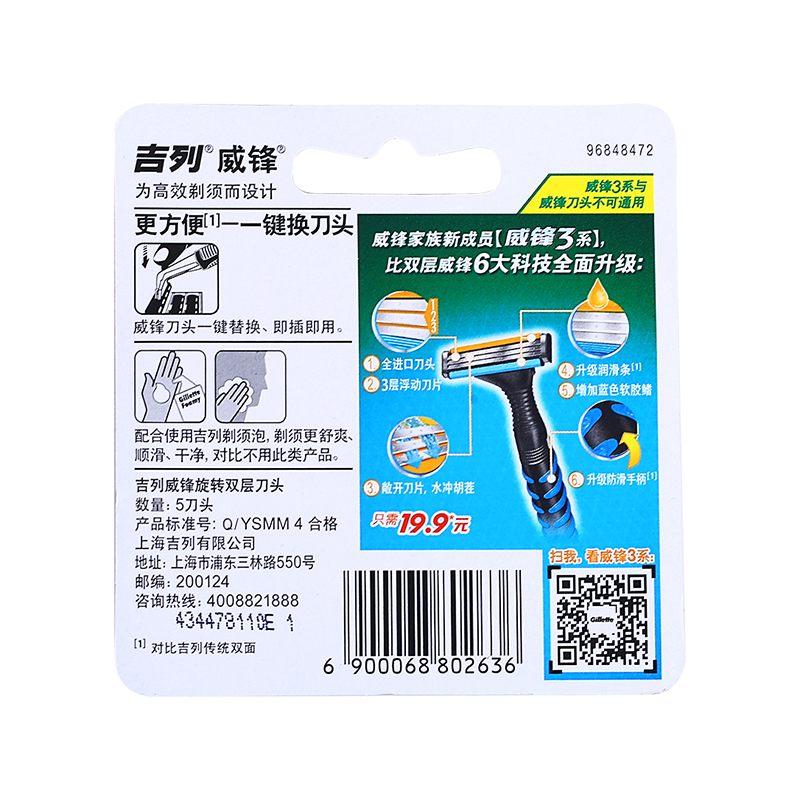 吉列® 威锋®
为高效剃须而设计
96848472
威锋3系与
威锋刀头不可通用
更方便[1]——一键换刀头
威锋刀头一键替换、即插即用。
Gillette
Foamy
配合使用吉列剃须泡，剃须更舒爽、
顺滑、干净，对比不用此类产品。
威锋家族新成员【威锋3系】，
比双层威锋6大科技全面升级：
1
2
3
① 全进口刀头
② 3层浮动刀片
③ 敞开刀片，水冲胡茬
④ 升级润滑条[1]
⑤ 增加蓝色软胶鳍
⑥ 升级防滑手柄[1]
只需19.9*元
吉列威锋旋转双层刀头
数量：5刀头
产品标准号：Q/YSMM 4 合格
上海吉列有限公司
地址：上海市浦东三林路550号
邮编：200124
咨询热线：4008821888
434478110E 1
[1] 对比吉列传统双面
6 900068 802636
扫我，看威锋3系：
Gillette